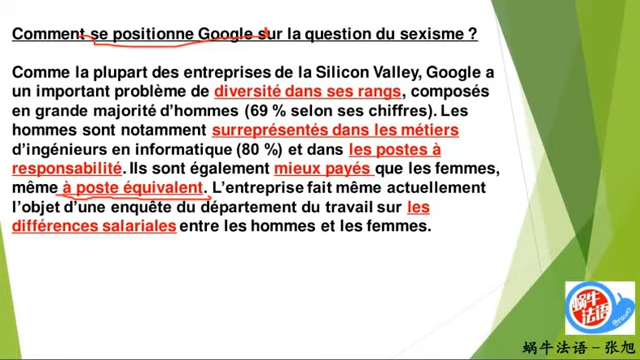 Comment se positionne Google sur la question du sexisme ?
Comme la plupart des entreprises de la Silicon Valley, Google a
un important problème de diversité dans ses rangs, composés
en grande majorité d'hommes (69 % selon ses chiffres). Les
hommes sont notamment surreprésentés dans les métiers
d'ingénieurs en informatique (80 %) et dans les postes à
responsabilité. Ils sont également mieux payés que les femmes,
même à poste équivalent. L'entreprise fait même actuellement
l'objet d'une enquête du département du travail sur les
différences salariales entre les hommes et les femmes.
蜗牛
法语
蜗牛法语–张旭